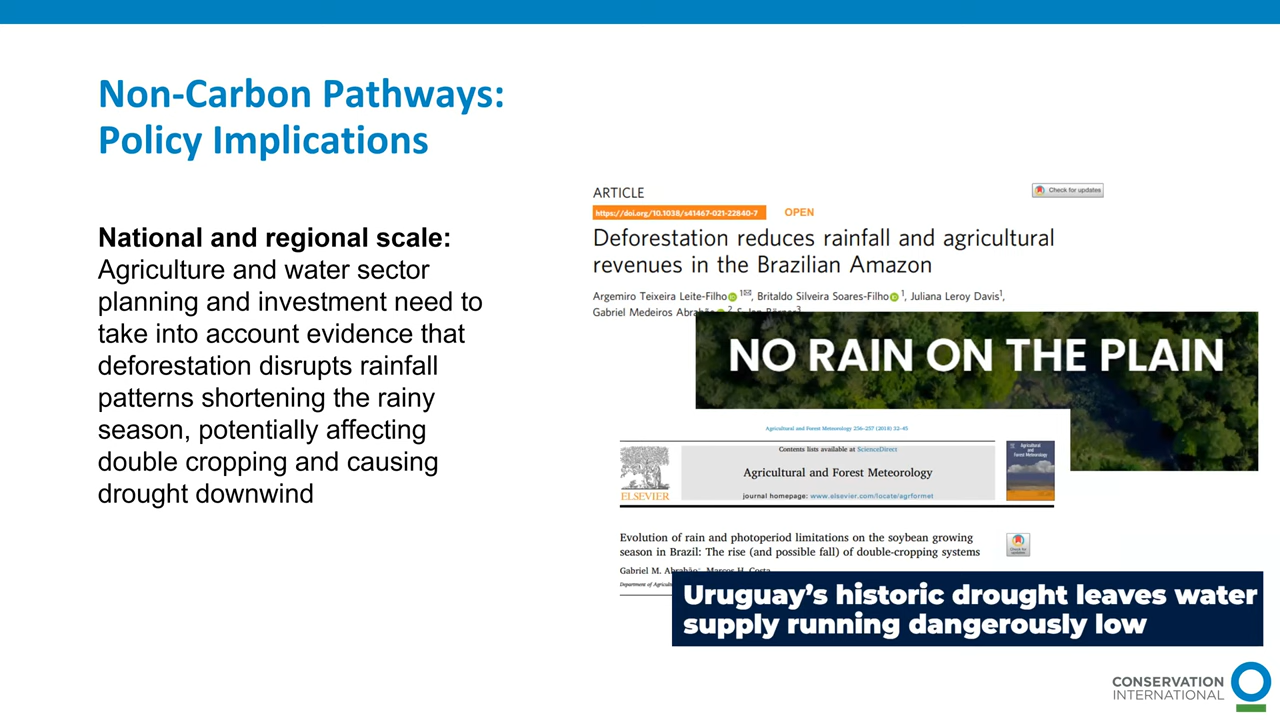 Non-Carbon Pathways:
Policy Implications
National and regional scale:
Agriculture and water sector
planning and investment need to
take into account evidence that
deforestation disrupts rainfall
patterns shortening the rainy
season, potentially affecting
double cropping and causing
drought downwind
ARTICLE
Check for updates
https://doi.org/10.1038/s41467-021-22840-7 OPEN
Deforestation reduces rainfall and agricultural
revenues in the Brazilian Amazon
Argemiro Teixeira Leite-Filho 1✉, Britaldo Silveira Soares-Filho 1, Juliana Leroy Davis1,
Gabriel Medeiros
NO RAIN ON THE PLAIN
Agricultural and Forest Meteorology 256–257 (2018) 32–45
Contents lists available at ScienceDirect
Agricultural and Forest Meteorology
journal homepage: www.elsevier.com/locate/agrformet
ELSEVIER
Agricultural
and
Forest Meteorology
Evolution of rain and photoperiod limitations on the soybean growing
season in Brazil: The rise (and possible fall) of double-cropping systems
Check for
updates
Gabriel M. Abrahão, Marcos H. Costa
Uruguay's historic drought leaves water
supply running dangerously low
CONSERVATION
INTERNATIONAL